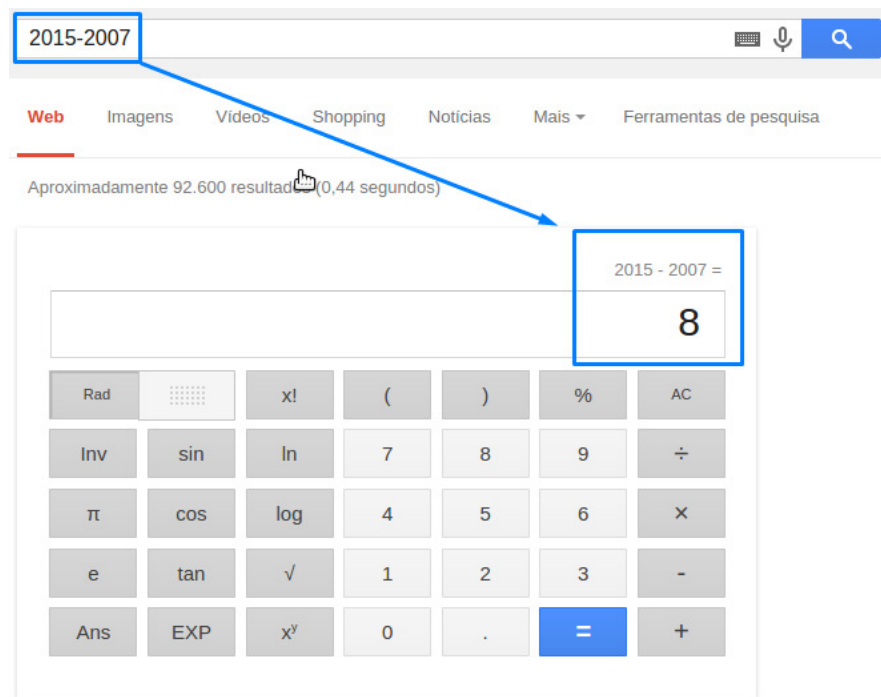 2015-2007
Web Imagens Vídeos Shopping Notícias Mais Ferramentas de pesquisa
Aproximadamente 92.600 resultados (0,44 segundos)
2015 - 2007 =
8
Rad x! ( ) % AC
Inv sin ln 7 8 9 ÷
π cos log 4 5 6 ×
e tan √ 1 2 3 -
Ans EXP xʸ 0 . = +